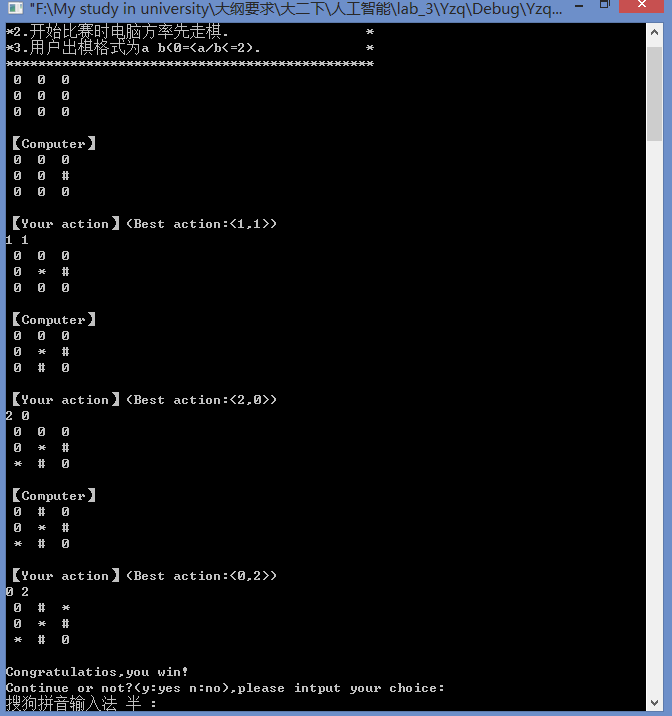 "F:\My study in university\大纲要求\大二下\人工智能\lab_3\Yzq\Debug\Yzq...
*2.开始比赛时电脑方率先走棋. *
*3.用户出棋格式为a b(0=<a/b<=2). *
**********************************************
0 0 0
0 0 0
0 0 0
【Computer】
0 0 0
0 0 #
0 0 0
【Your action】(Best action:<1,1>)
1 1
0 0 0
0 * #
0 0 0
【Computer】
0 0 0
0 * #
0 # 0
【Your action】(Best action:<2,0>)
2 0
0 0 0
0 * #
* # 0
【Computer】
0 # 0
0 * #
* # 0
【Your action】(Best action:<0,2>)
0 2
0 # *
0 * #
* # 0
Congratulatios,you win!
Continue or not?(y:yes n:no),please intput your choice:
搜狗拼音输入法 半 :